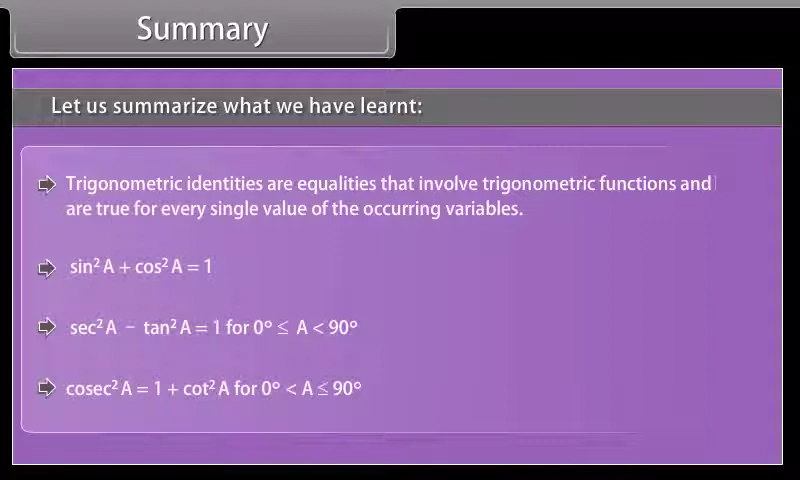 Summary
Let us summarize what we have learnt:
Trigonometric identities are equalities that involve trigonometric functions and
are true for every single value of the occurring variables.
sin² A + cos² A = 1
sec² A − tan² A = 1 for 0° ≤ A < 90°
cosec² A = 1 + cot² A for 0° < A ≤ 90°